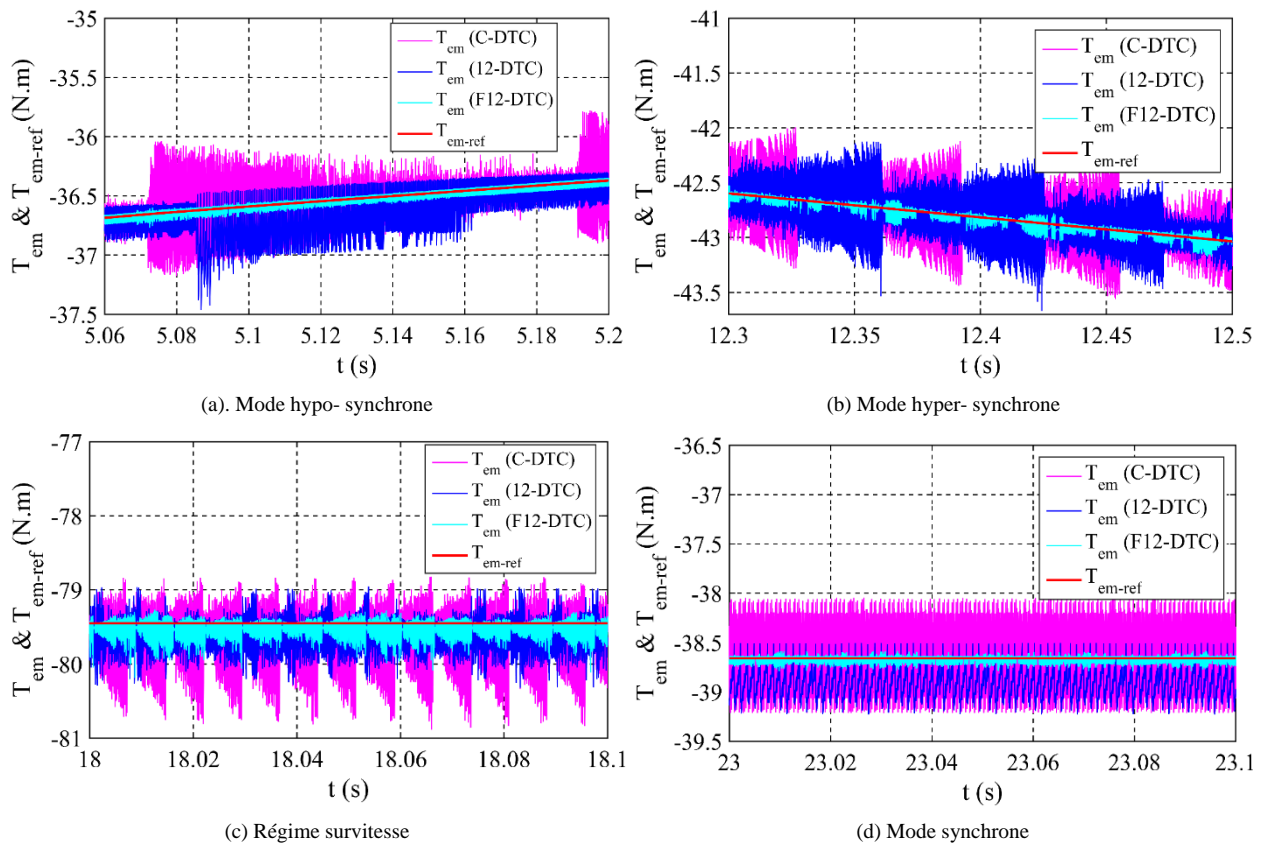 -35
-35.5
-36
-36.5
-37
-37.5
T_em & T_em-ref (N.m)
T_em (C-DTC)
T_em (12-DTC)
T_em (F12-DTC)
T_em-ref
5.06 5.08 5.1 5.12 5.14 5.16 5.18 5.2
t (s)
(a). Mode hypo- synchrone
-41
-41.5
-42
-42.5
-43
-43.5
T_em & T_em-ref (N.m)
T_em (C-DTC)
T_em (12-DTC)
T_em (F12-DTC)
T_em-ref
12.3 12.35 12.4 12.45 12.5
t (s)
(b) Mode hyper- synchrone
-77
-78
-79
-80
-81
T_em & T_em-ref (N.m)
T_em (C-DTC)
T_em (12-DTC)
T_em (F12-DTC)
T_em-ref
18 18.02 18.04 18.06 18.08 18.1
t (s)
(c) Régime survitesse
-36.5
-37
-37.5
-38
-38.5
-39
-39.5
T_em & T_em-ref (N.m)
T_em (C-DTC)
T_em (12-DTC)
T_em (F12-DTC)
T_em-ref
23 23.02 23.04 23.06 23.08 23.1
t (s)
(d) Mode synchrone